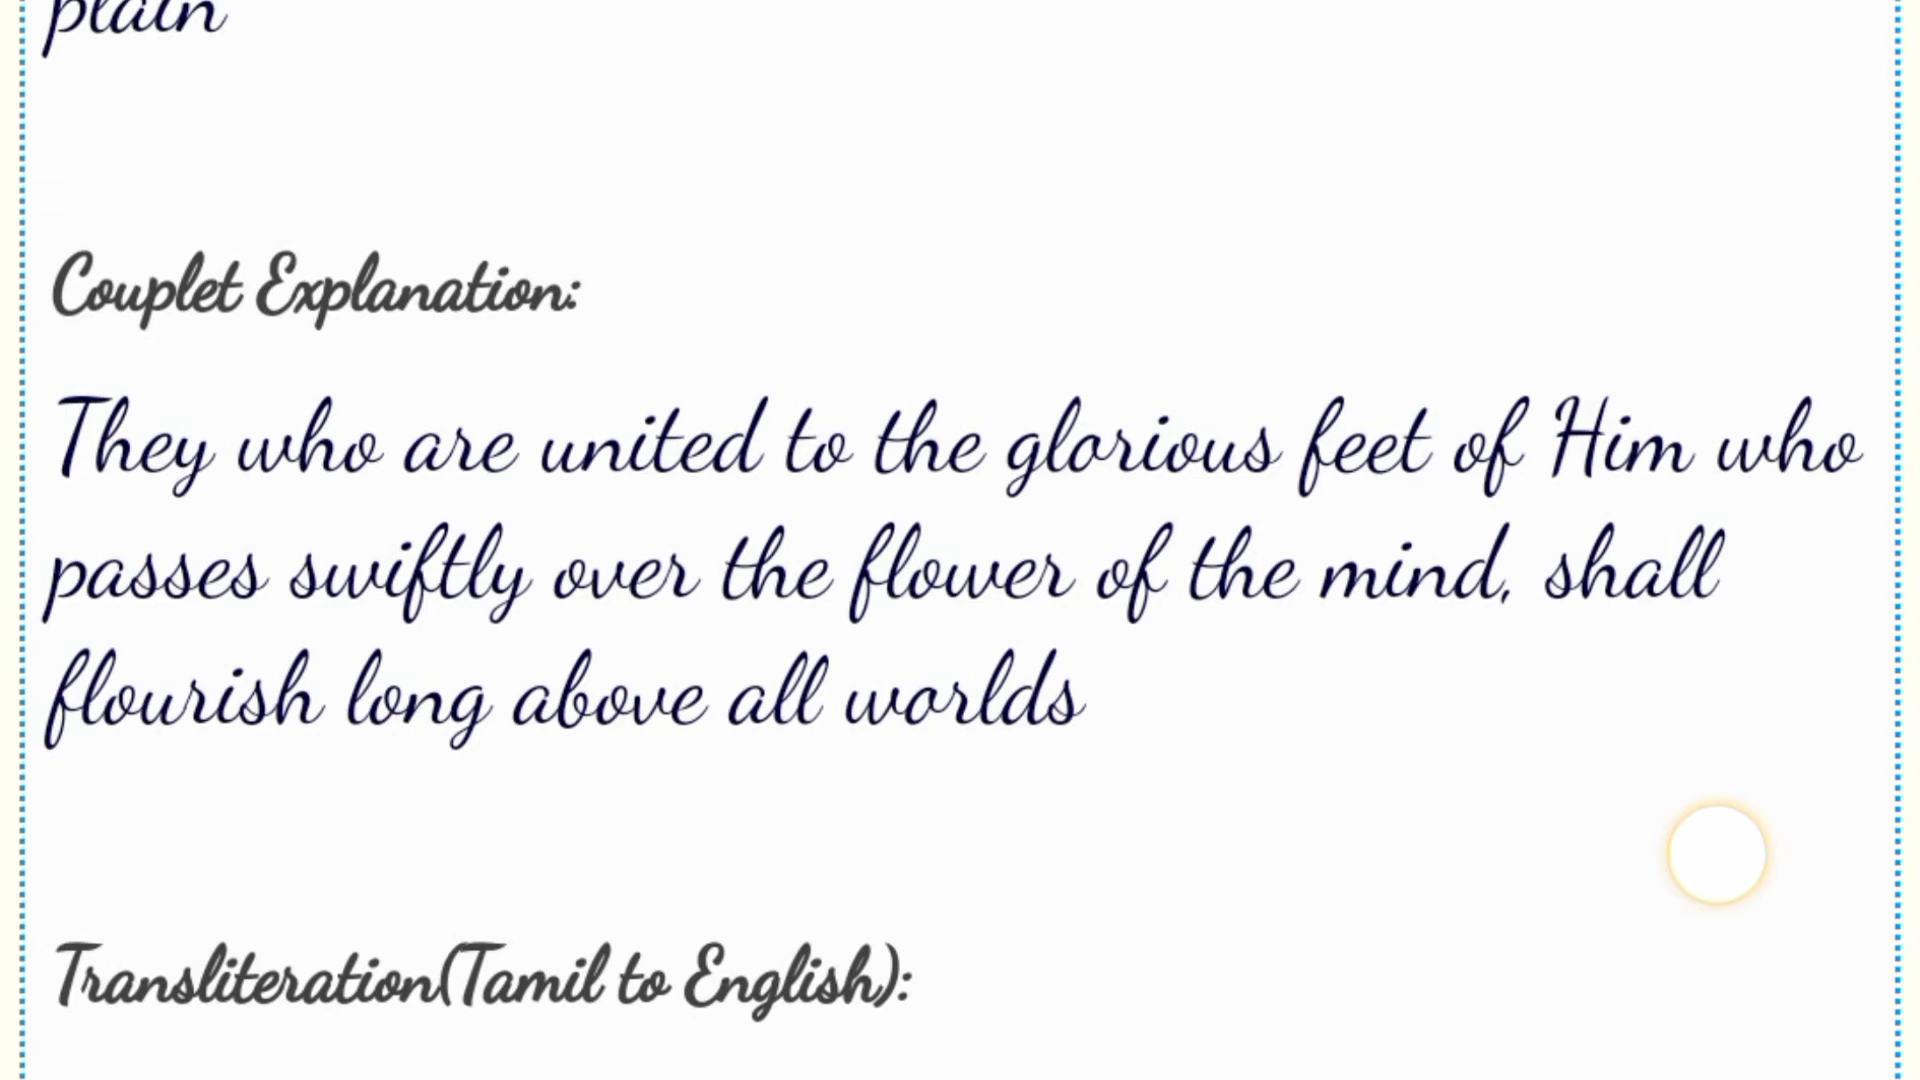 plain
Couplet Explanation:
They who are united to the glorious feet of Him who
passes swiftly over the flower of the mind, shall
flourish long above all worlds
Transliteration(Tamil to English):